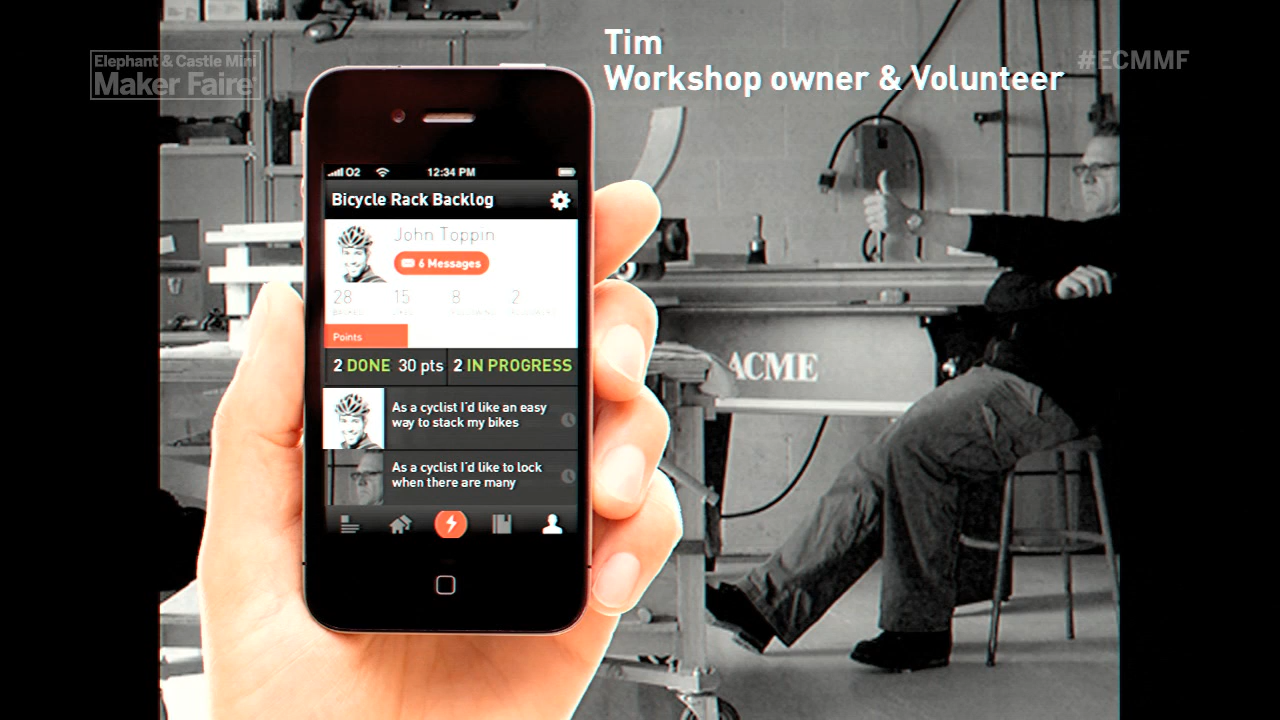 Elephant & Castle Mini
Maker Faire
Tim
Workshop owner & Volunteer
#ECMMF
O2
12:34 PM
Bicycle Rack Backlog
John Toppin
6 Messages
28 15 8 2
Points
2 DONE 30 pts 2 IN PROGRESS
As a cyclist I'd like an easy
way to stack my bikes
As a cyclist I'd like to lock
when there are many
ACME